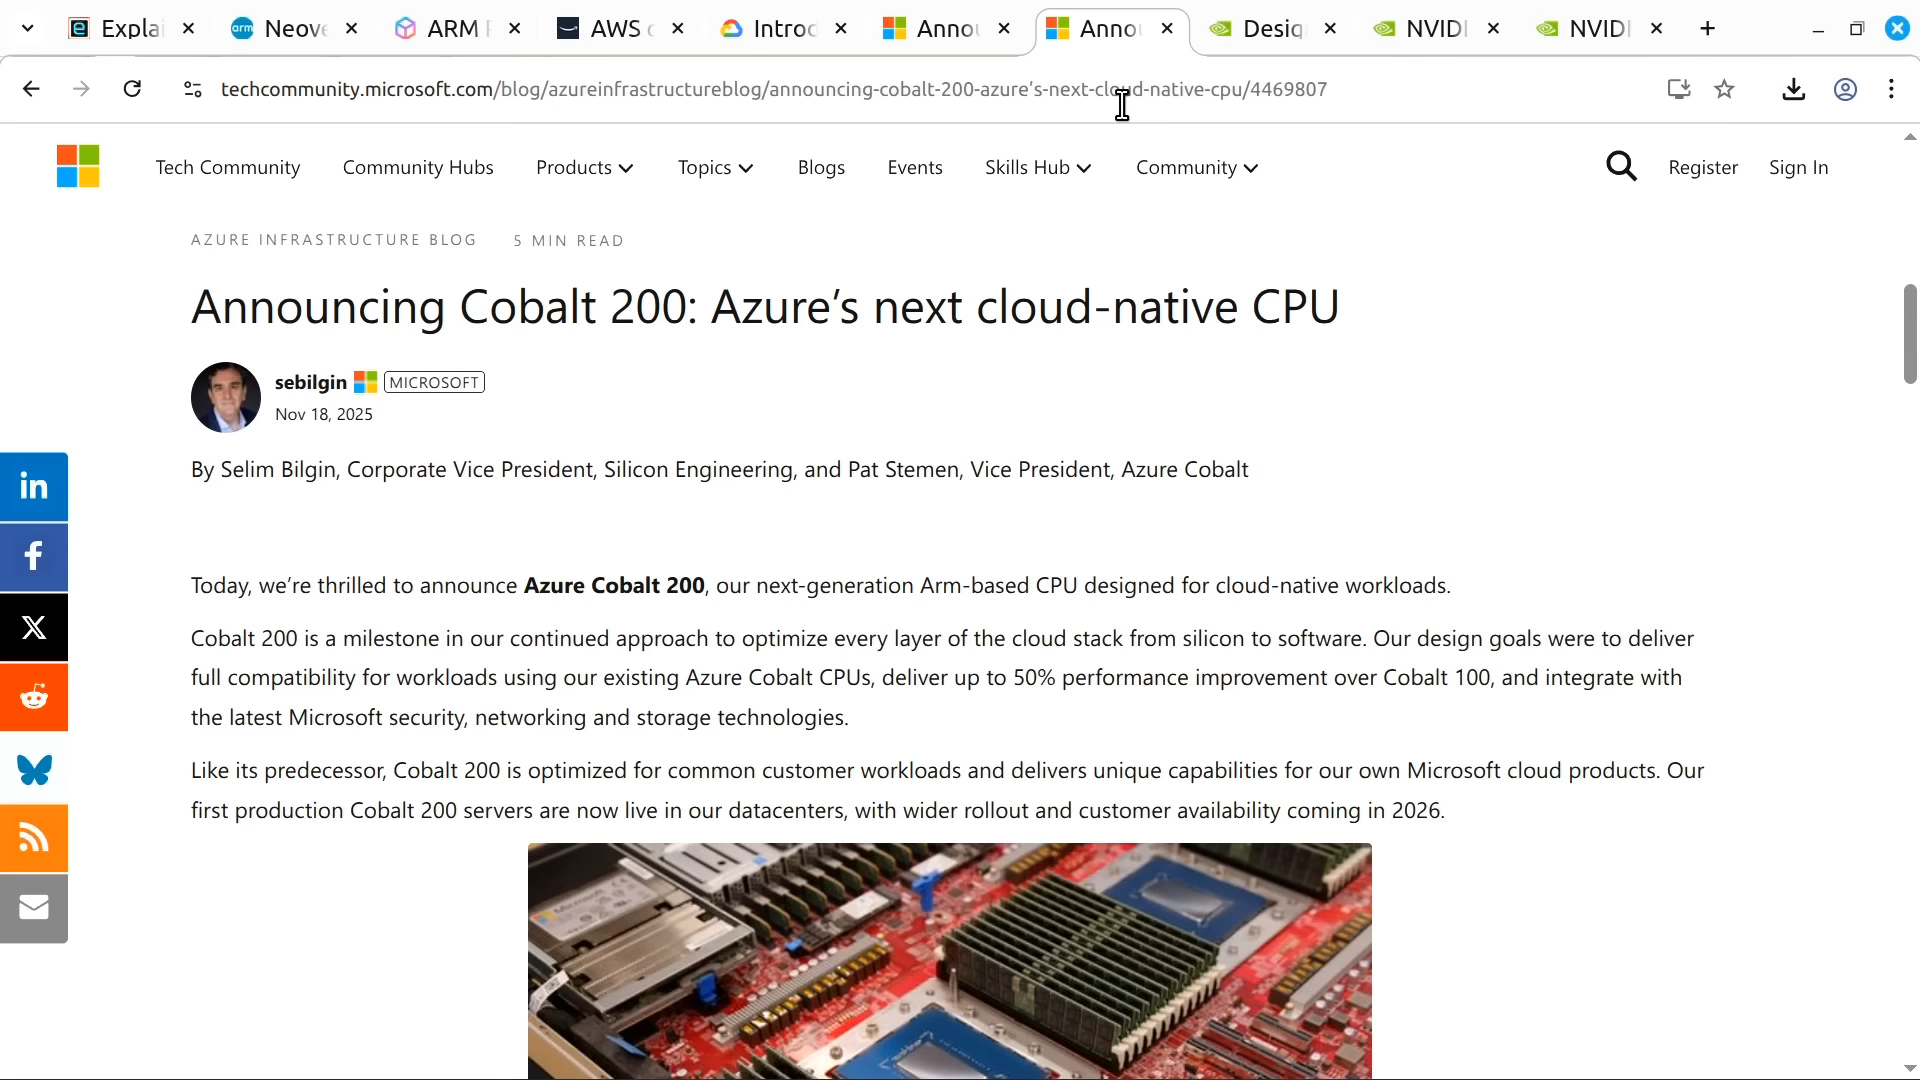 Explai
Neove
ARM F
AWS c
Introd
Annou
Annou
Desig
NVIDI
NVIDI
techcommunity.microsoft.com/blog/azureinfrastructureblog/announcing-cobalt-200-azure’s-next-cloud-native-cpu/4469807
Tech Community Community Hubs Products Topics Blogs Events Skills Hub Community Register Sign In
AZURE INFRASTRUCTURE BLOG 5 MIN READ
Announcing Cobalt 200: Azure’s next cloud-native CPU
sebilgin MICROSOFT
Nov 18, 2025
By Selim Bilgin, Corporate Vice President, Silicon Engineering, and Pat Stemen, Vice President, Azure Cobalt
Today, we’re thrilled to announce Azure Cobalt 200, our next-generation Arm-based CPU designed for cloud-native workloads.
Cobalt 200 is a milestone in our continued approach to optimize every layer of the cloud stack from silicon to software. Our design goals were to deliver
full compatibility for workloads using our existing Azure Cobalt CPUs, deliver up to 50% performance improvement over Cobalt 100, and integrate with
the latest Microsoft security, networking and storage technologies.
Like its predecessor, Cobalt 200 is optimized for common customer workloads and delivers unique capabilities for our own Microsoft cloud products. Our
first production Cobalt 200 servers are now live in our datacenters, with wider rollout and customer availability coming in 2026.